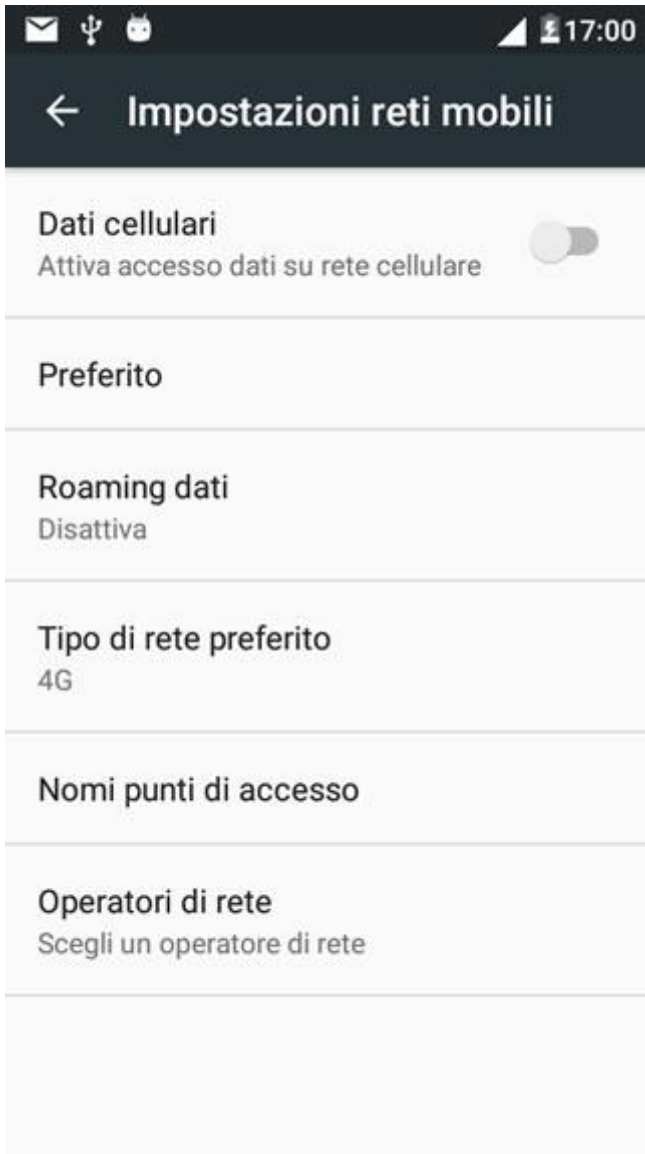 17:00
Impostazioni reti mobili
Dati cellulari
Attiva accesso dati su rete cellulare
Preferito
Roaming dati
Disattiva
Tipo di rete preferito
4G
Nomi punti di accesso
Operatori di rete
Scegli un operatore di rete